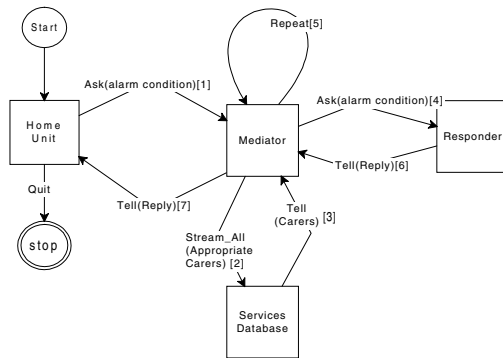 Start
Repeat[5]
Ask(alarm condition)[1]
Ask(alarm condition)[4]
Home
Unit
Mediator
Responder
Tell(Reply)[6]
Quit
Tell(Reply)[7]
Tell
(Carers) [3]
stop
Stream_All
(Appropriate
Carers) [2]
Services
Database